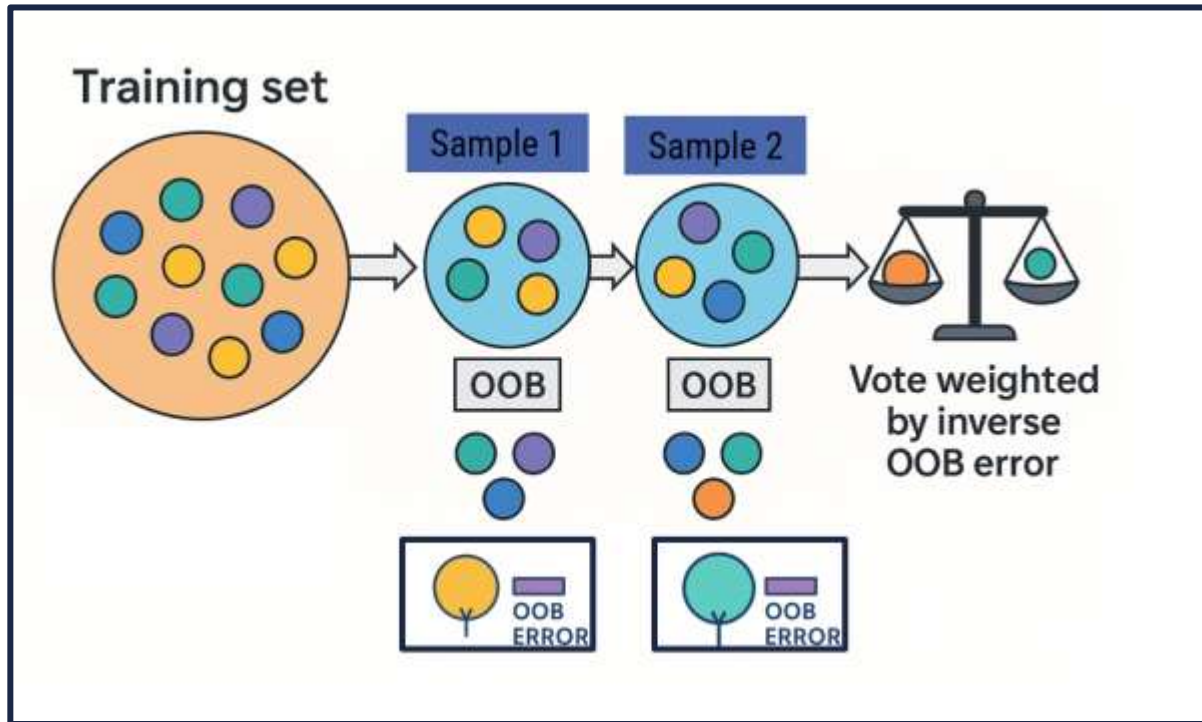 Training set
Sample 1
Sample 2
OOB
OOB
Vote weighted
by inverse
OOB error
OOB
ERROR
OOB
ERROR